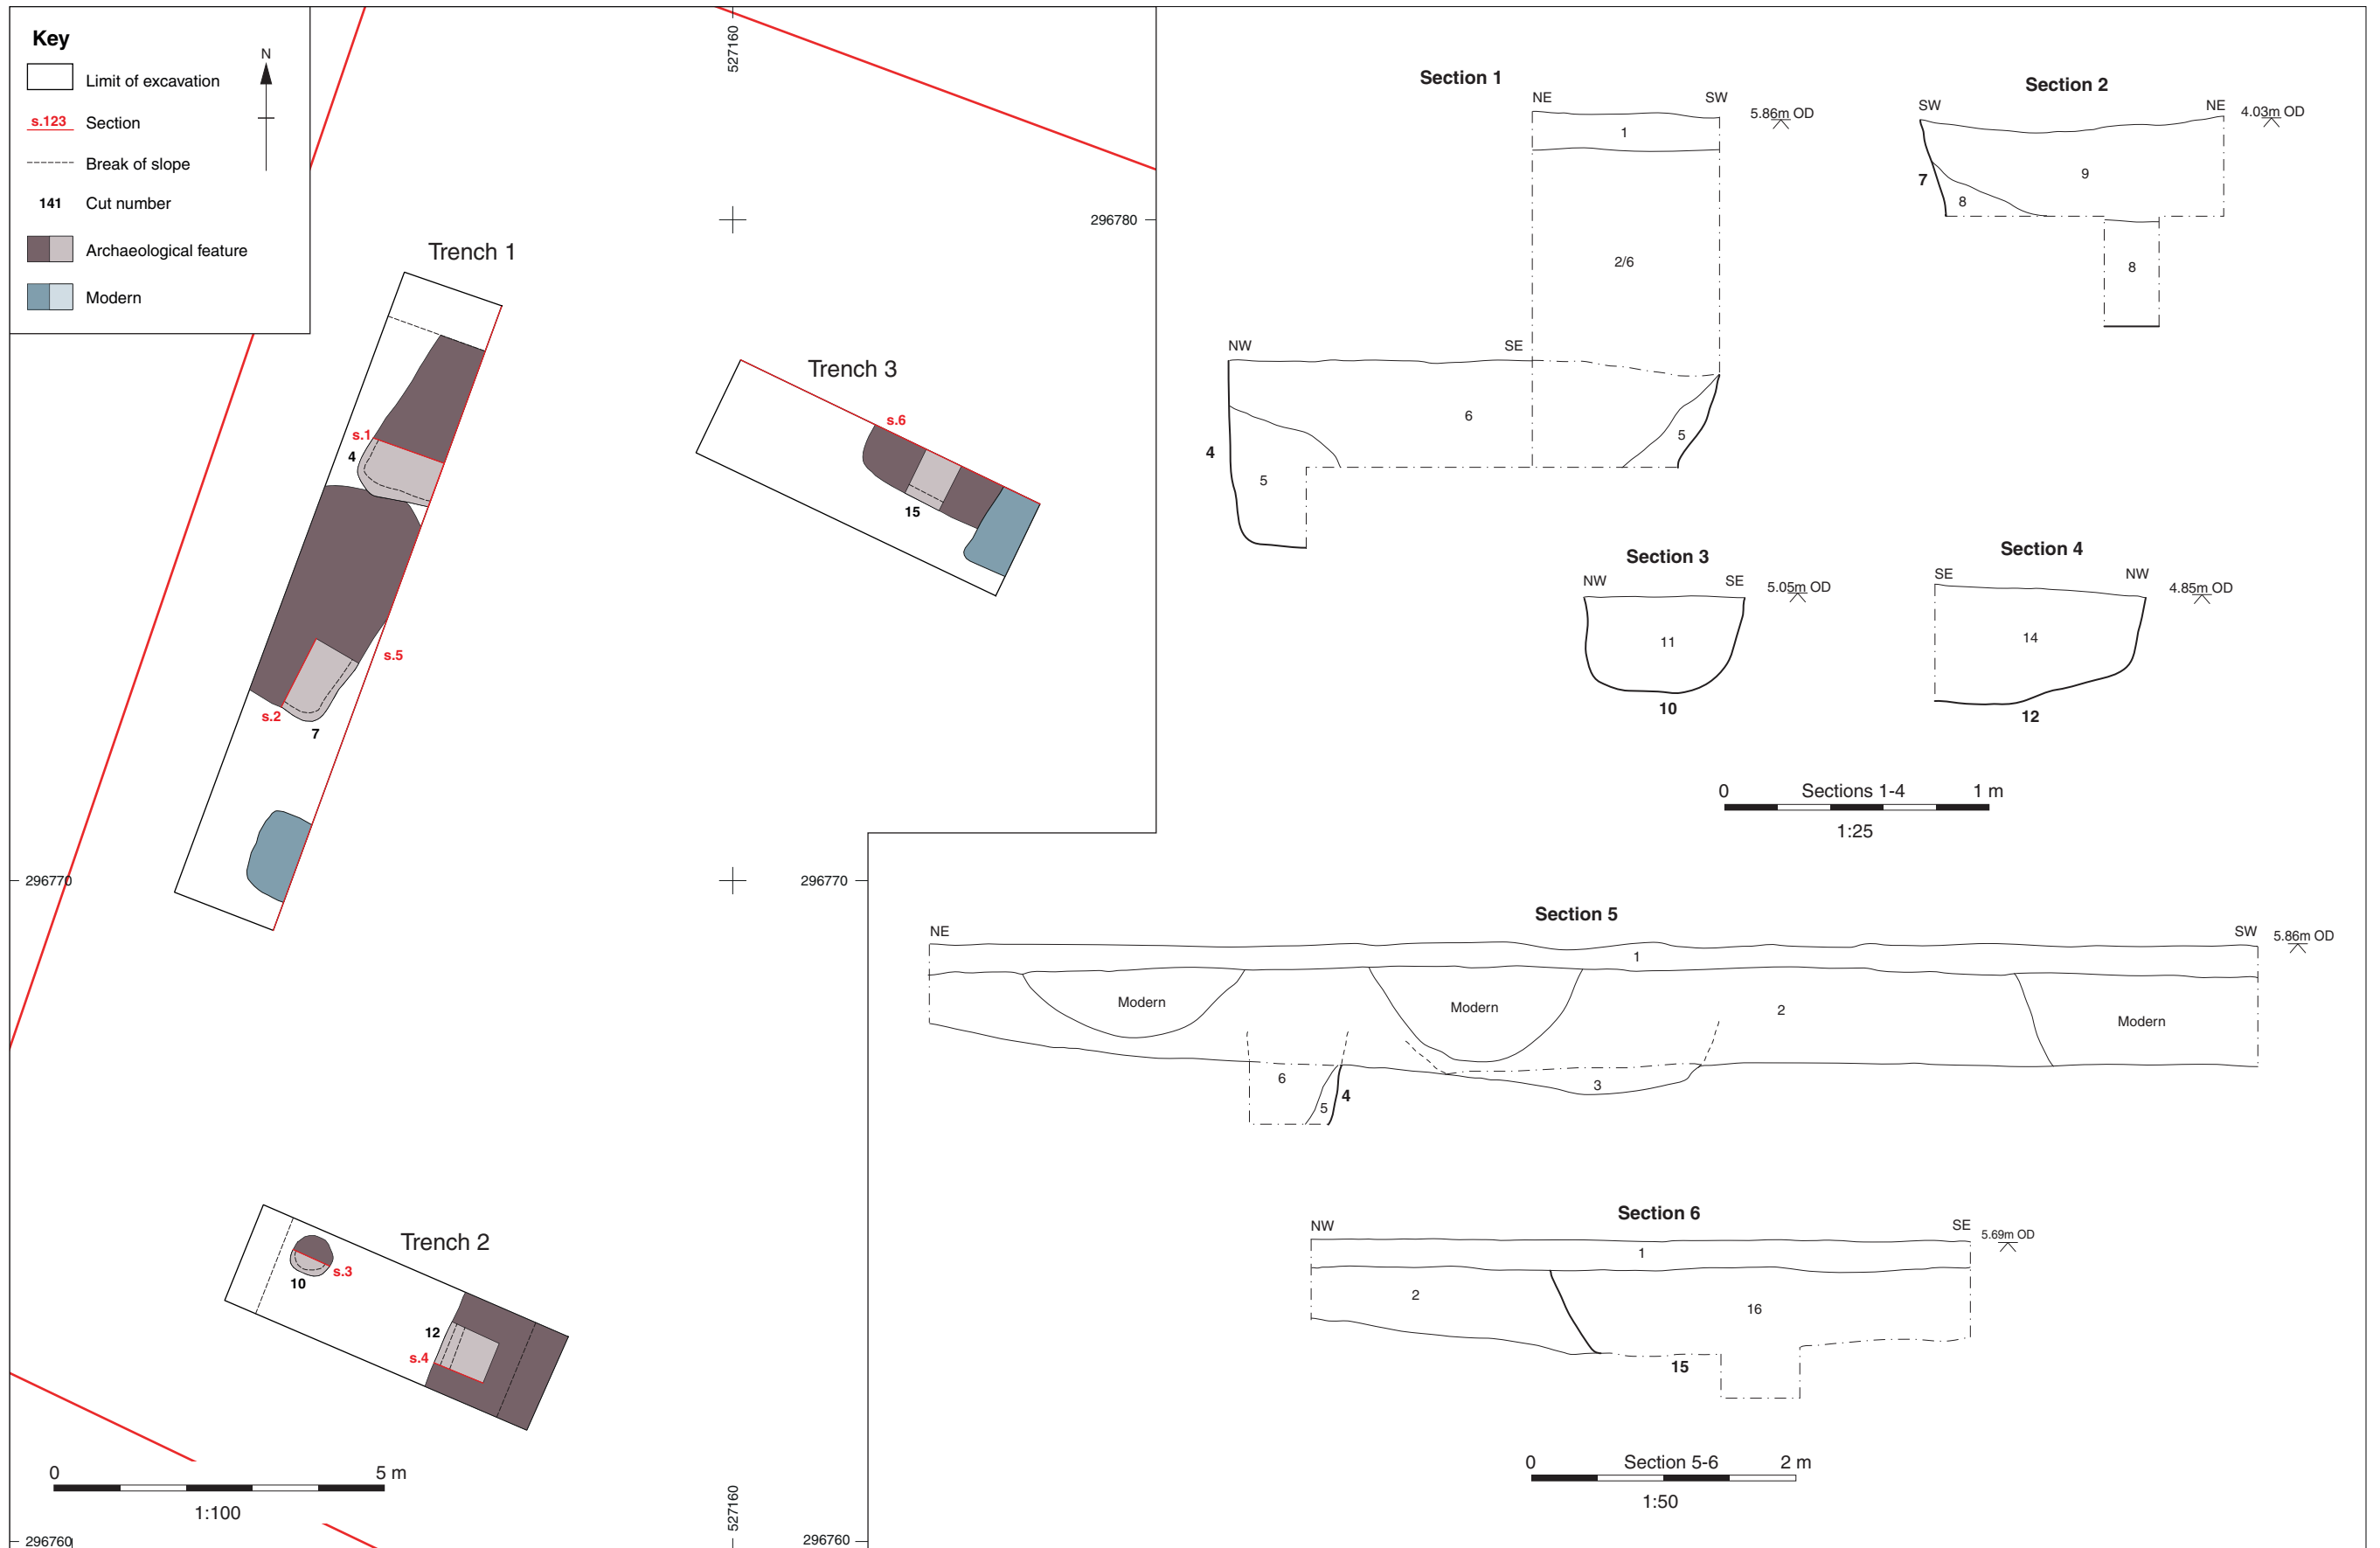 Key
Limit of excavation
s.123 Section
Break of slope
141 Cut number
Archaeological feature
Modern
N
527160
296780
Trench 1
s.1
4
s.5
s.2
7
Trench 3
s.6
15
296770
296770
Trench 2
10
s.3
12
s.4
0 5 m
1:100
527160
296760
296760
Section 1
NE SW
5.86m OD
1
2/6
NW SE
6
4
5
5
Section 2
SW NE
4.03m OD
7
8
9
8
Section 3
NW SE
5.05m OD
11
10
Section 4
SE NW
4.85m OD
14
12
0 Sections 1-4 1 m
1:25
Section 5
NE SW
5.86m OD
1
Modern
Modern
2
Modern
6
5
4
3
Section 6
NW SE
5.69m OD
1
2
16
15
0 Section 5-6 2 m
1:50